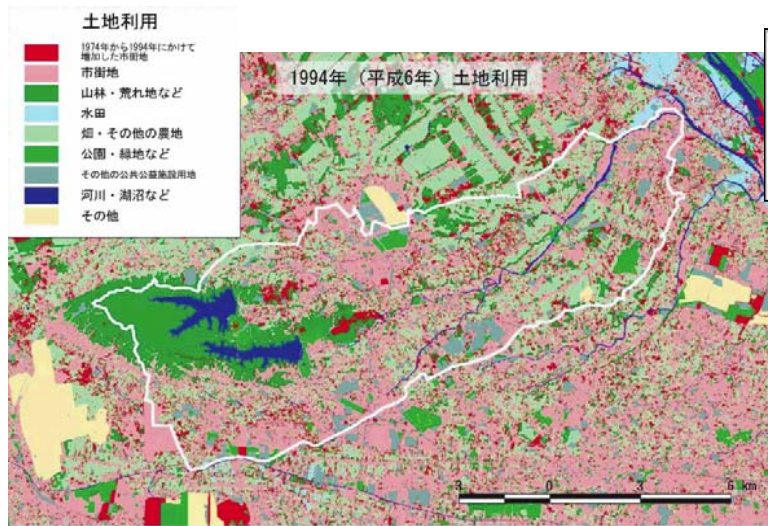 土地利用
1974年から1994年にかけて
増加した市街地
市街地
山林・荒れ地など
水田
畑・その他の農地
公園・緑地など
その他の公共公益施設用地
河川・湖沼など
その他
1994年（平成6年）土地利用
3 0 3 6 km